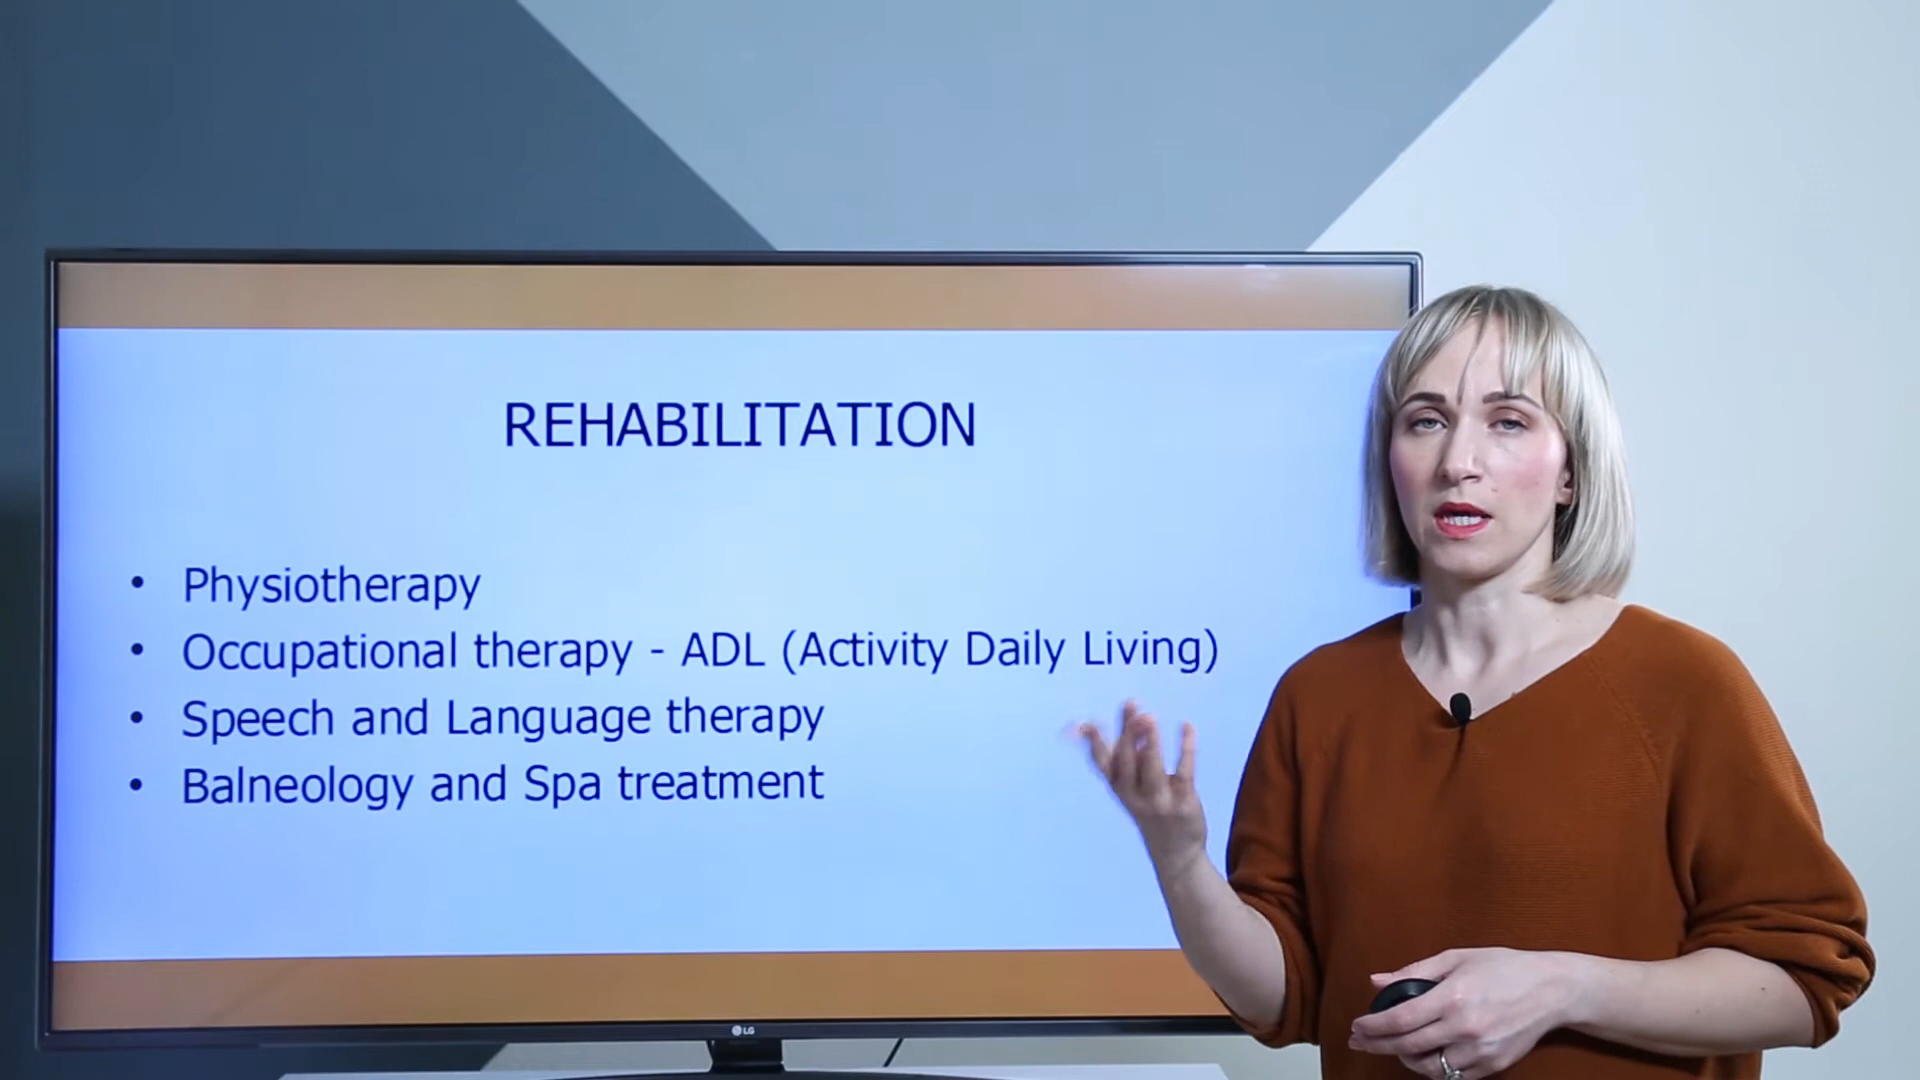 REHABILITATION
• Physiotherapy
• Occupational therapy - ADL (Activity Daily Living)
• Speech and Language therapy
• Balneology and Spa treatment
LG